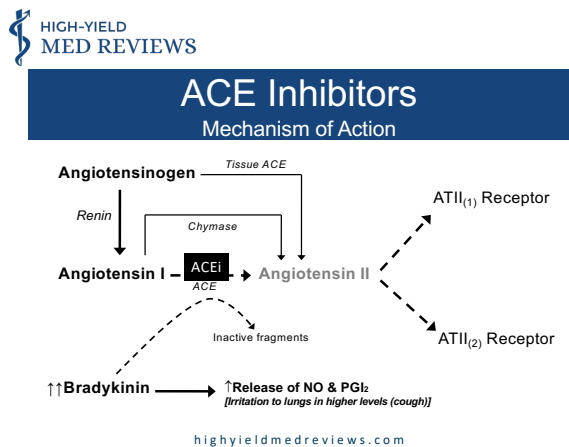 HIGH-YIELD
MED REVIEWS
ACE Inhibitors
Mechanism of Action
Angiotensinogen
Tissue ACE
ATII(1) Receptor
Renin
Chymase
Angiotensin I
ACEi
Angiotensin II
ACE
Inactive fragments
ATII(2) Receptor
↑↑Bradykinin
↑Release of NO & PGI₂
[Irritation to lungs in higher levels (cough)]
highyieldmedreviews.com